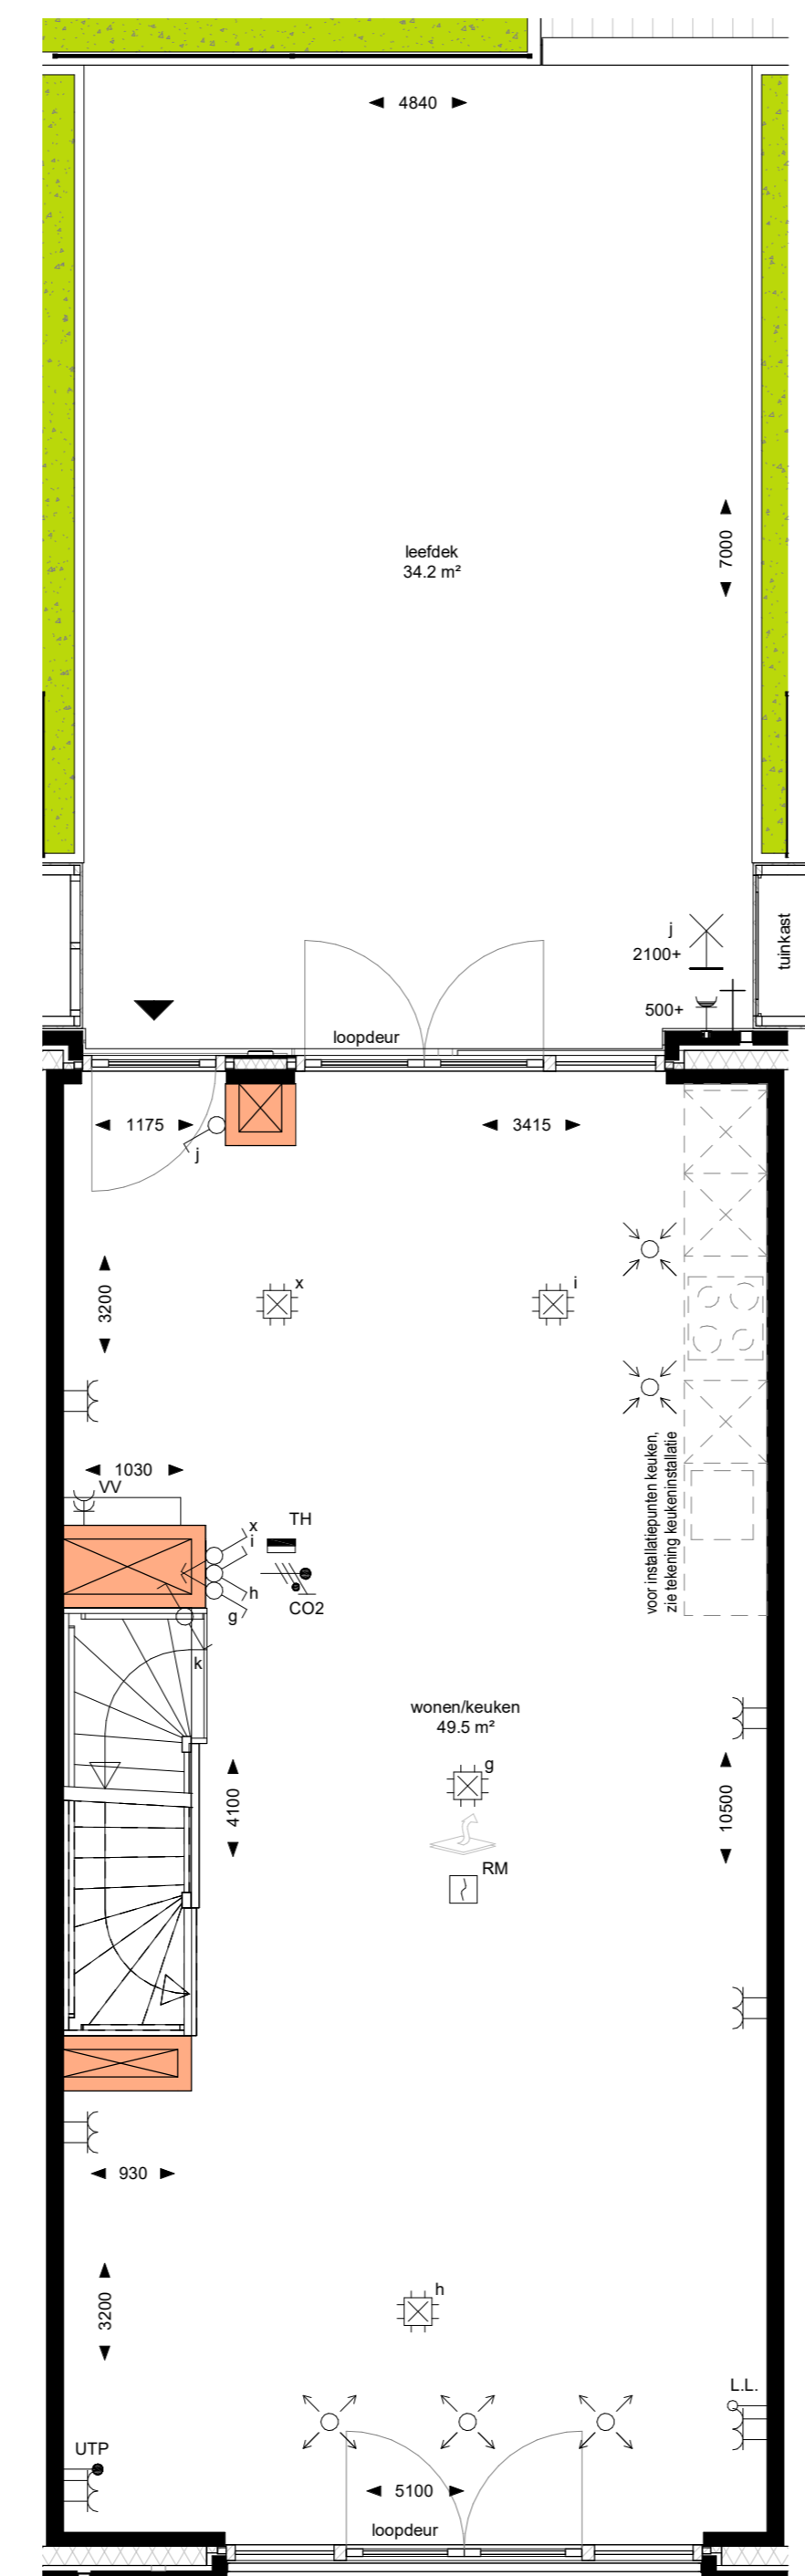 4840
7000
leefdek
34.2 m²
tuinkast
j
2100+
500+
loopdeur
1175
3415
j
x
i
3200
1030
VV
voor installatiepunten keuken,
zie tekening keukeninstallatie
x
i
TH
h
g
CO2
k
wonen/keuken
49.5 m²
g
4100
10500
RM
930
3200
h
L.L.
UTP
5100
loopdeur